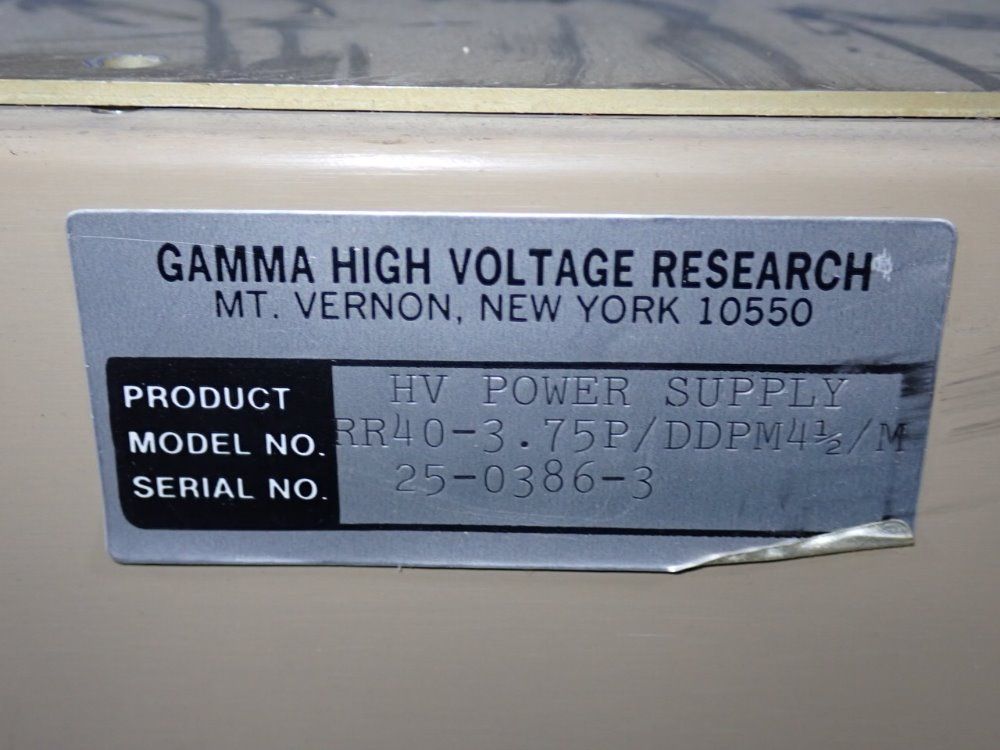 GAMMA HIGH VOLTAGE RESEARCH
MT. VERNON, NEW YORK 10550
PRODUCT HV POWER SUPPLY
MODEL NO. RR40-3.75P/DDPM4½/M
SERIAL NO. 25-0386-3